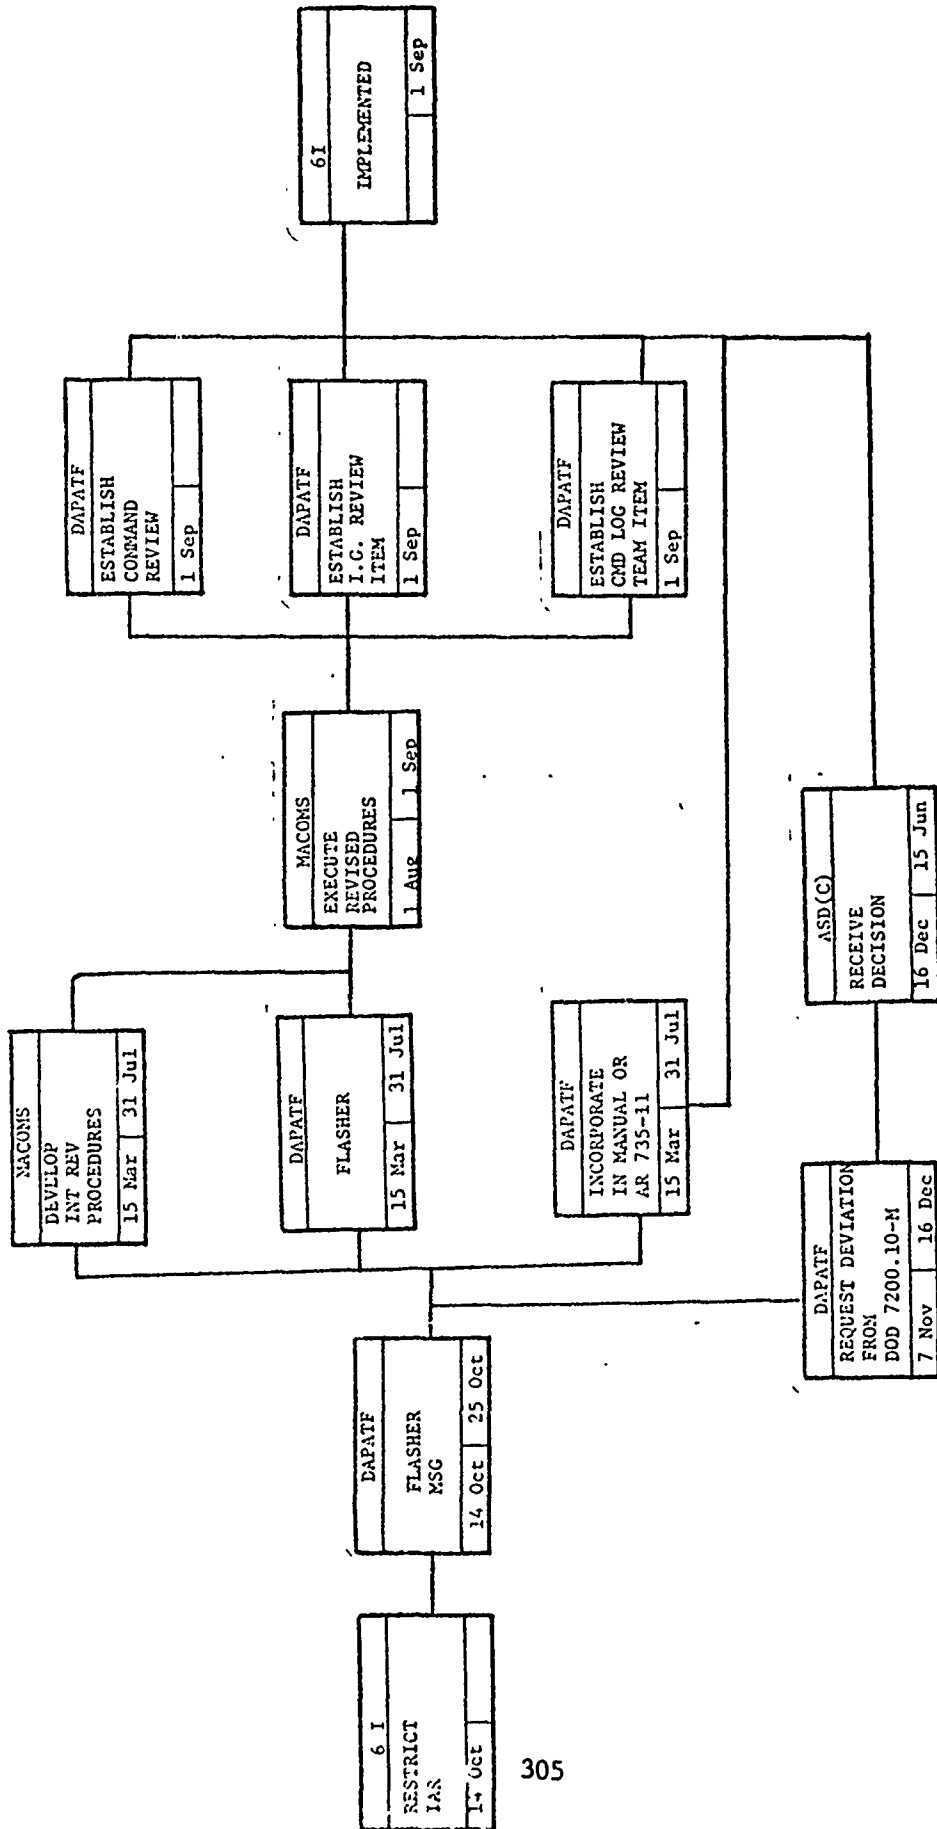 6 I
RESTRICT
IAR
14 Oct
DAPATF
FLASHER
MSG
14 Oct 25 Oct
MACOMS
DEVELOP
INT REV
PROCEDURES
15 Mar 31 Jul
DAPATF
FLASHER
15 Mar 31 Jul
DAPATF
INCORPORATE
IN MANUAL OR
AR 735-11
15 Mar 31 Jul
DAPATF
REQUEST DEVIATION
FROM
DOD 7200.10-M
7 Nov 16 Dec
ASD(C)
RECEIVE
DECISION
16 Dec 15 Jun
MACOMS
EXECUTE
REVISED
PROCEDURES
1 Aug 1 Sep
DAPATF
ESTABLISH
COMMAND
REVIEW
1 Sep
DAPATF
ESTABLISH
I.G. REVIEW
ITEM
1 Sep
DAPATF
ESTABLISH
CMD LOG REVIEW
TEAM ITEM
1 Sep
6I
IMPLEMENTED
1 Sep
305